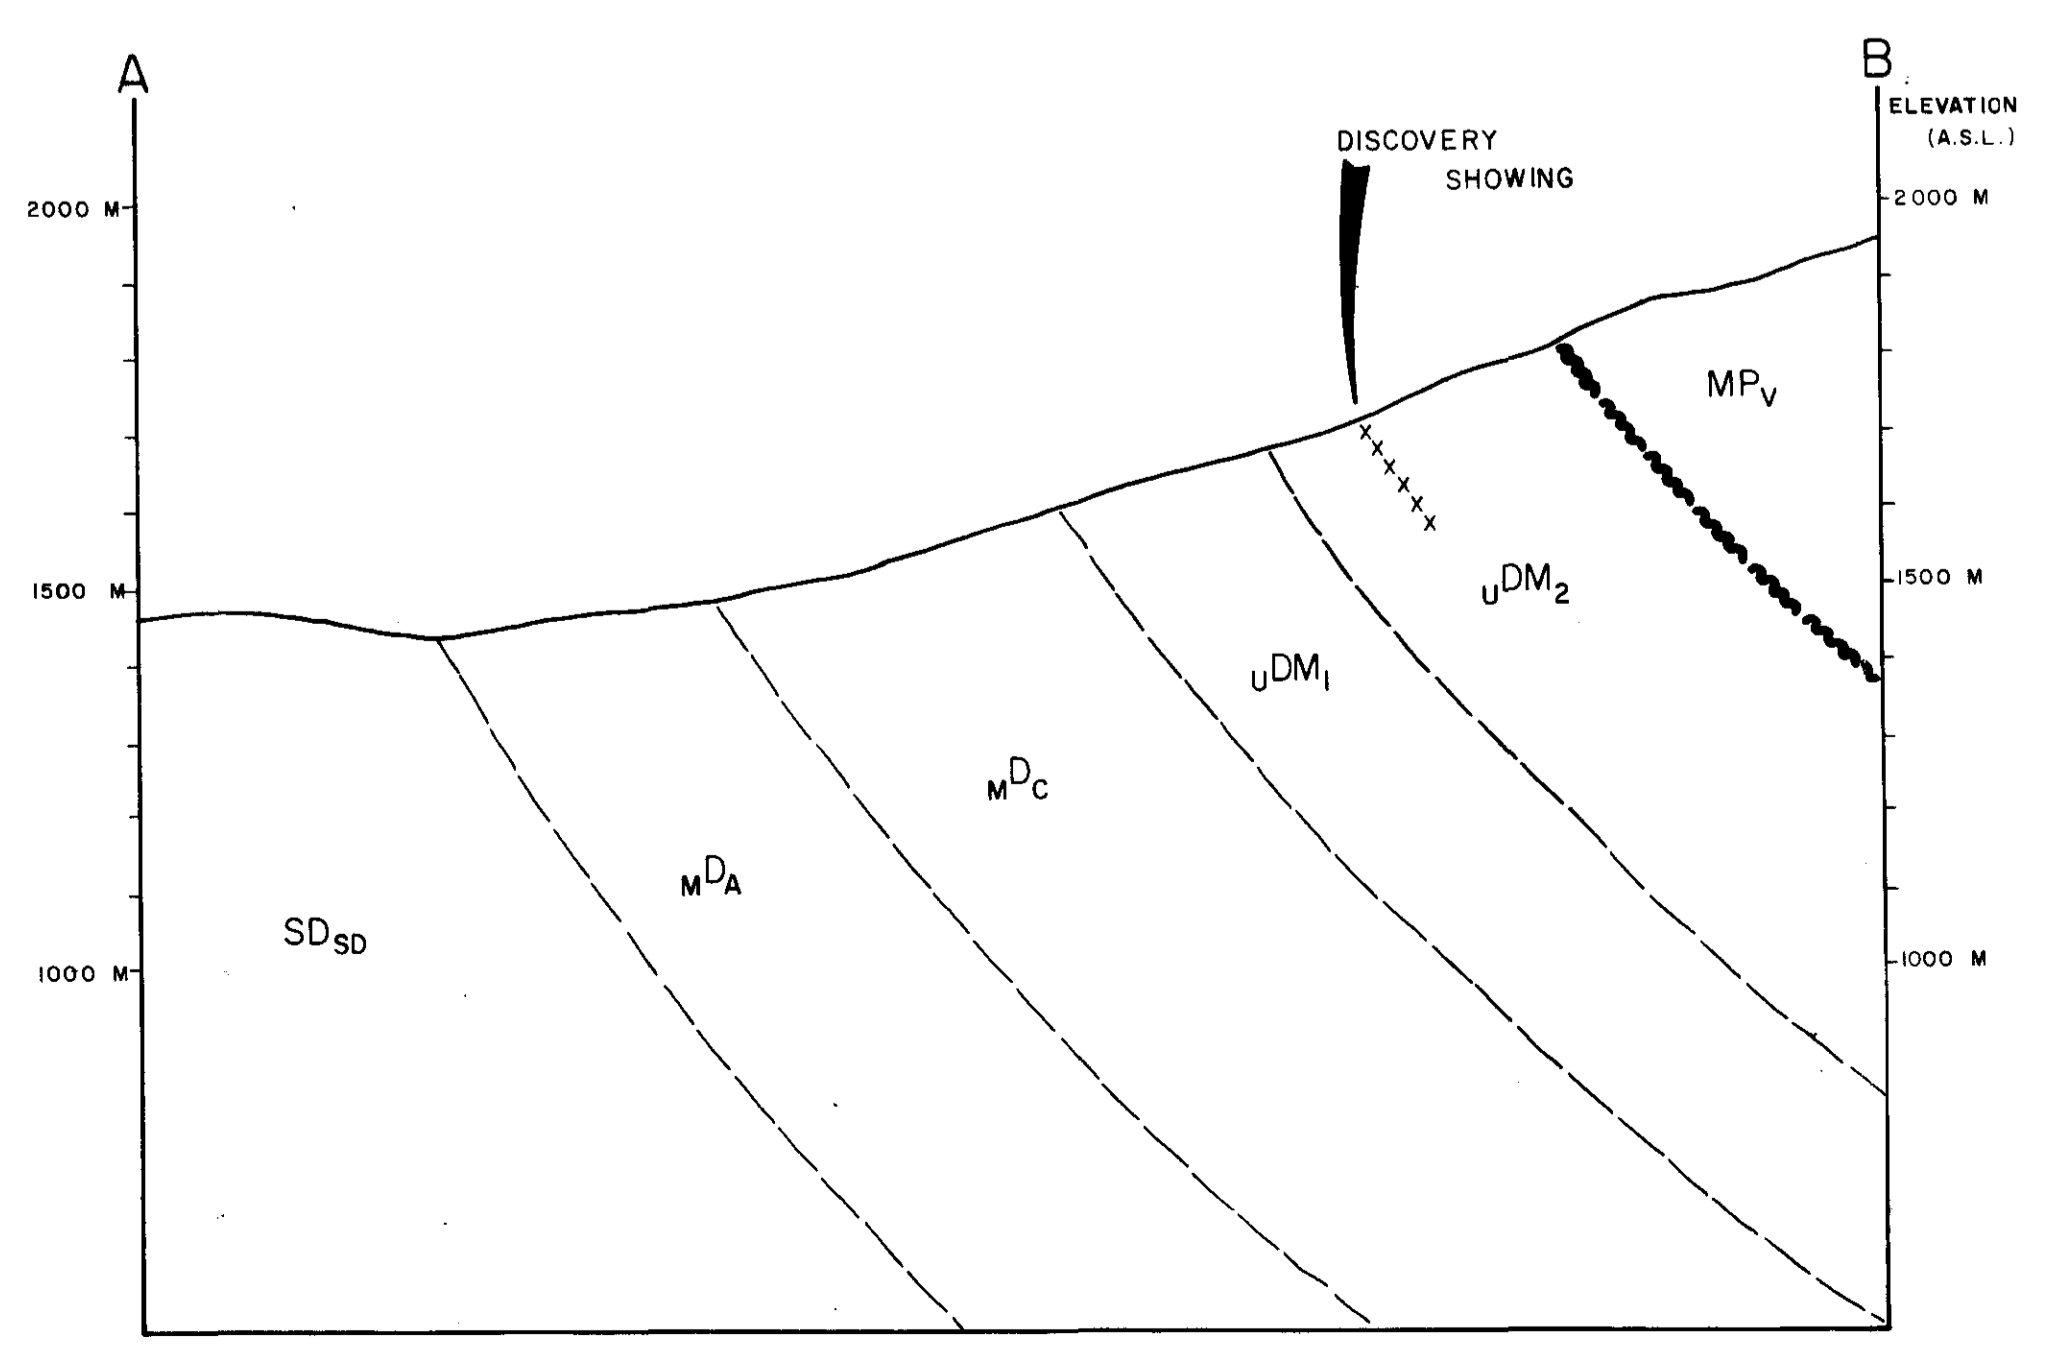 A
B
ELEVATION
(A.S.L.)
DISCOVERY
SHOWING
2000 M
2000 M
MPV
1500 M
1500 M
UDM2
UDM1
MDC
MDA
SDSD
1000 M
1000 M
x x x x x x